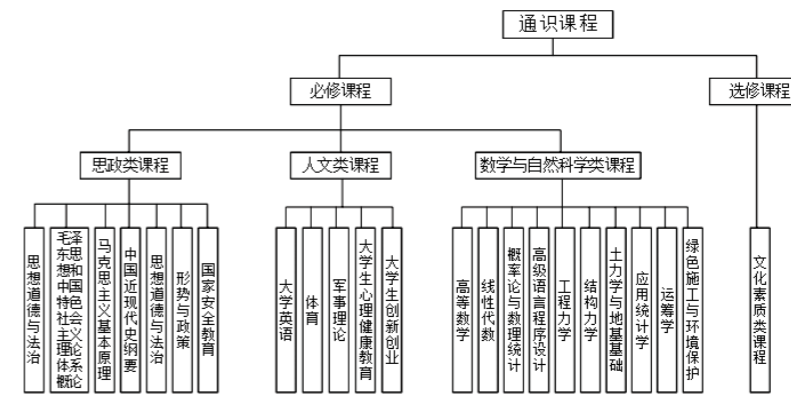 通识课程
必修课程
选修课程
思政类课程
人文类课程
数学与自然科学类课程
思想道德与法治
毛泽东思想和中国特色社会主义理论体系概论
马克思主义基本原理
中国近现代史纲要
思想道德与法治
形势与政策
国家安全教育
大学英语
体育
军事理论
大学生心理健康教育
大学生创新创业
高等数学
线性代数
概率论与数理统计
高级语言程序设计
工程力学
结构力学
土力学与地基基础
应用统计学
运筹学
绿色施工与环境保护
文化素质类课程